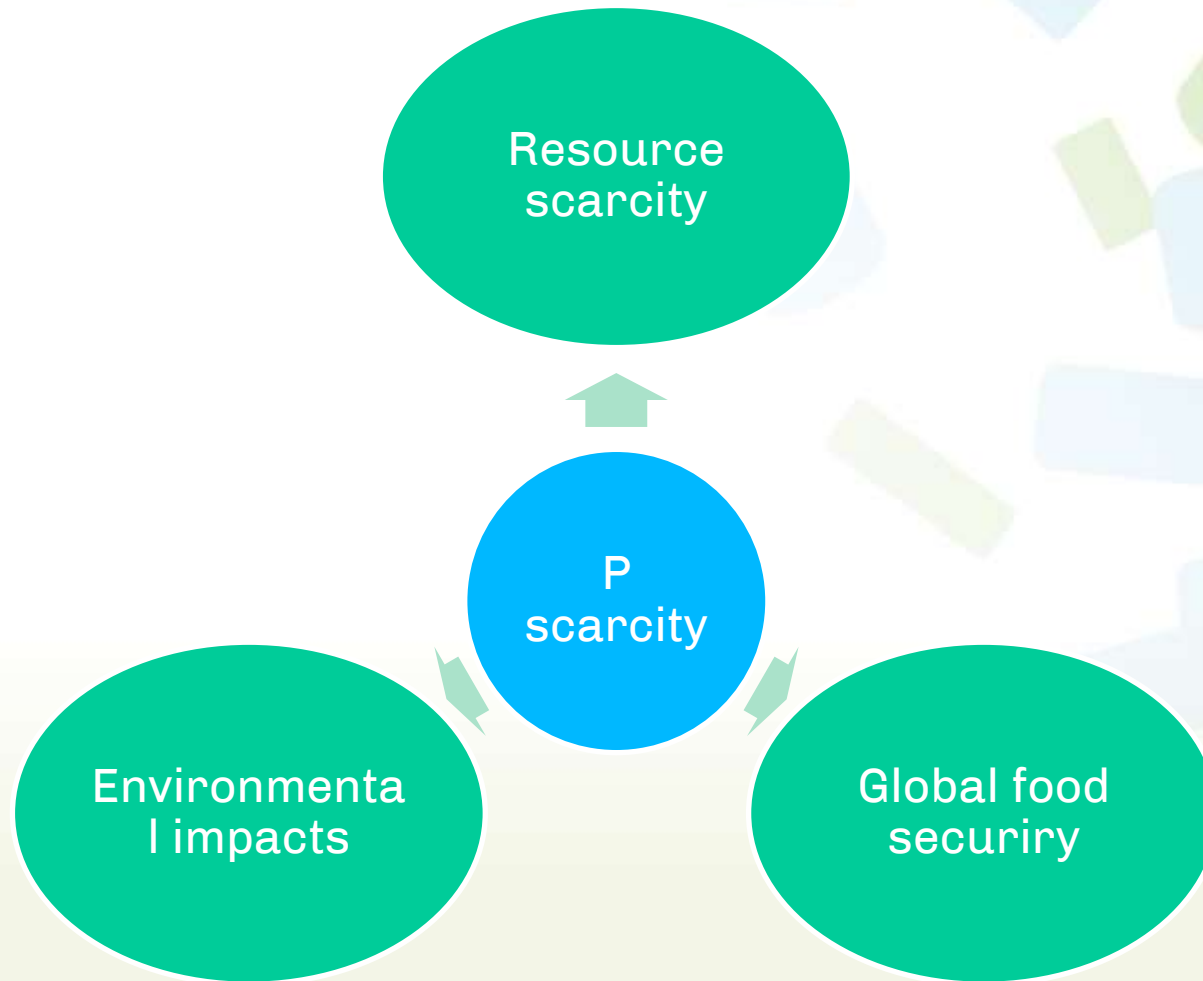 Resource
scarcity
P
scarcity
Environmenta
l impacts
Global food
securiry